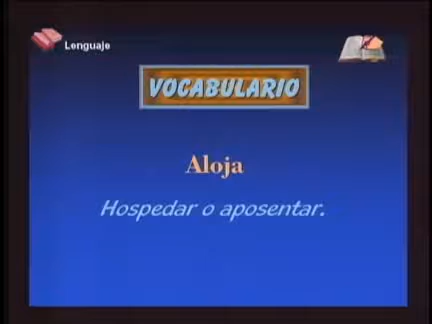 Lenguaje
VOCABULARIO
Aloja
Hospedar o aposentar.